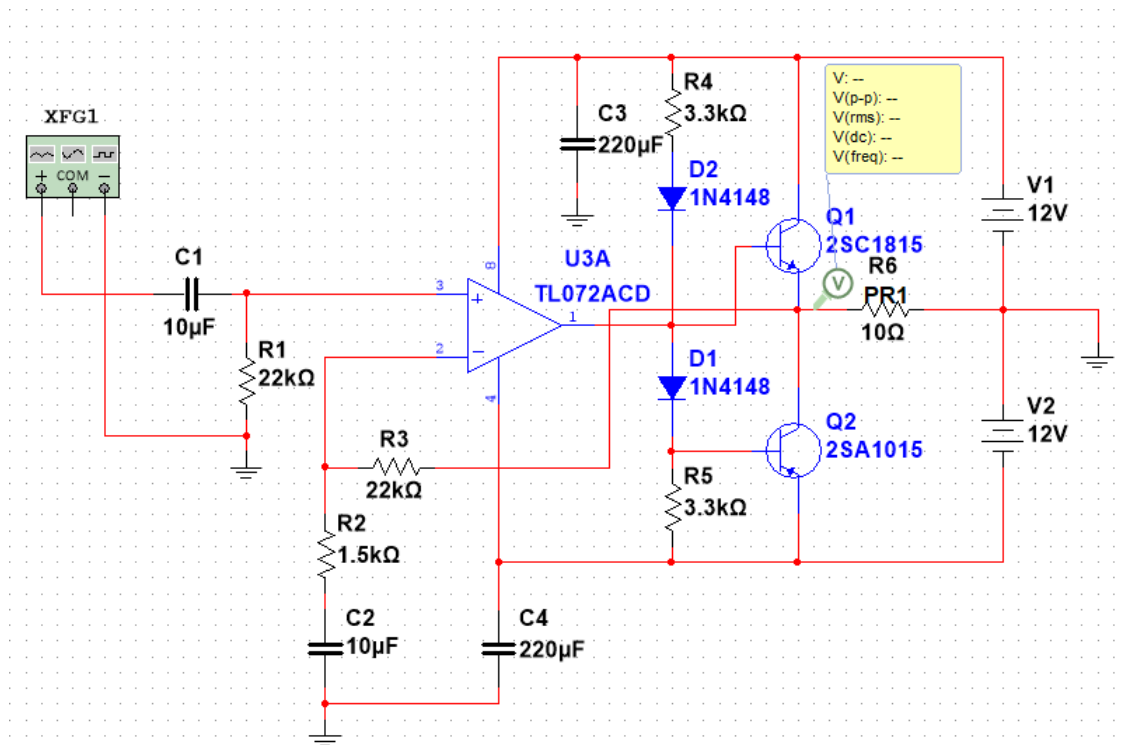 XFG1
+ COM −
C1
10µF
R1
22kΩ
R3
22kΩ
R2
1.5kΩ
C2
10µF
C4
220µF
C3
220µF
R4
3.3kΩ
D2
1N4148
U3A
TL072ACD
3
2
8
4
1
+
−
D1
1N4148
R5
3.3kΩ
V: --
V(p-p): --
V(rms): --
V(dc): --
V(freq): --
Q1
2SC1815
V
R6
PR1
10Ω
Q2
2SA1015
V1
12V
V2
12V